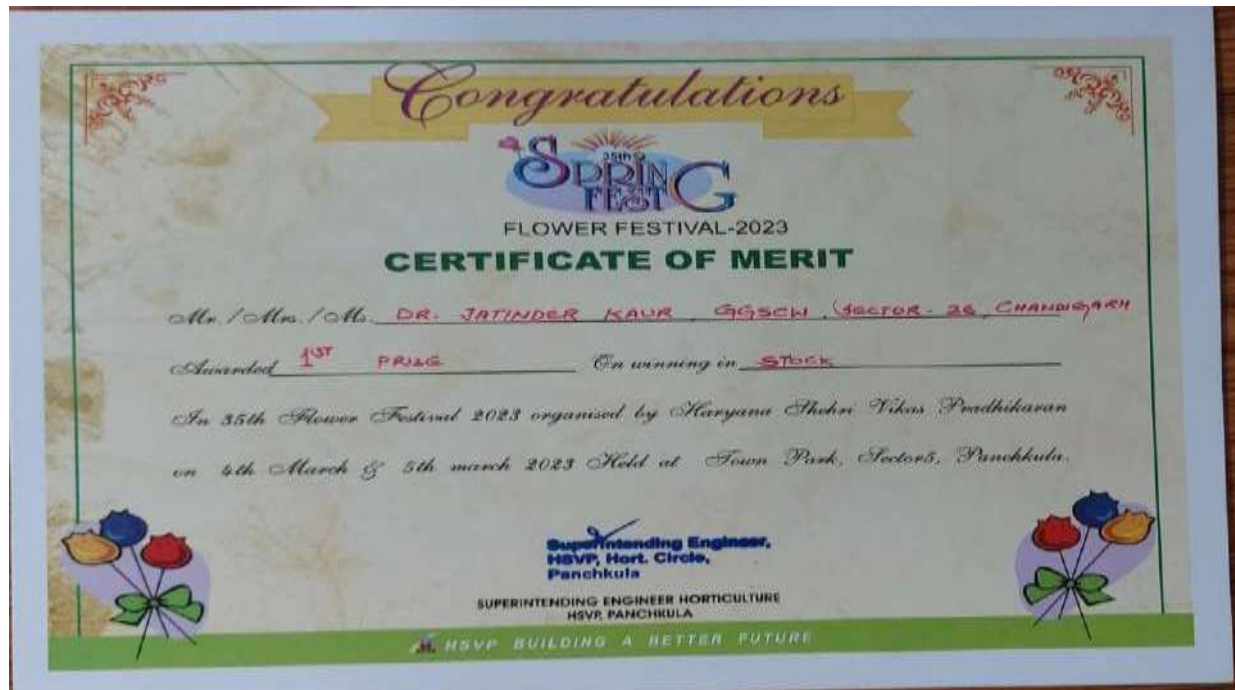 Congratulations
35th
SPRING
FEST
FLOWER FESTIVAL-2023
CERTIFICATE OF MERIT
Mr. / Mrs. / Ms. DR. JATINDER KAUR, GGSCW, SECTOR-26, CHANDIGARH
Awarded 1ST PRIZE On winning in STOCK
In 35th Flower Festival 2023 organised by Haryana Shehri Vikas Pradhikaran
on 4th March & 5th march 2023 Held at Town Park, Sector5, Panchkula.
Superintending Engineer,
HSVP, Hort. Circle,
Panchkula
SUPERINTENDING ENGINEER HORTICULTURE
HSVP, PANCHKULA
HSVP BUILDING A BETTER FUTURE